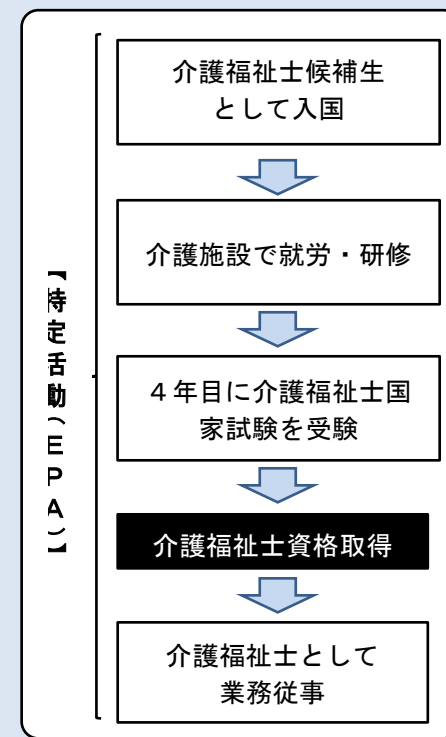 【特定活動(EPA)】
介護福祉士候補生
として入国
介護施設で就労・研修
４年目に介護福祉士国
家試験を受験
介護福祉士資格取得
介護福祉士として
業務従事